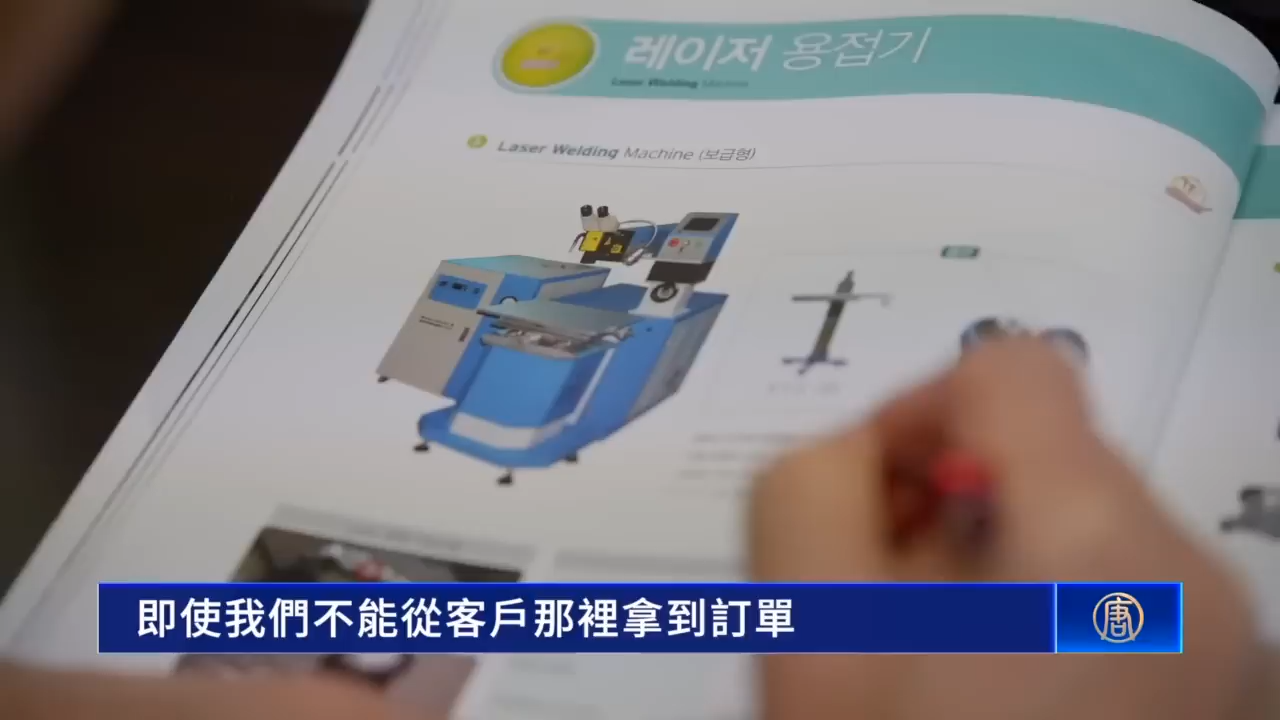 레이저 용접기
Laser Welding Machine
Laser Welding Machine (보급형)
即使我們不能從客戶那裡拿到訂單
唐